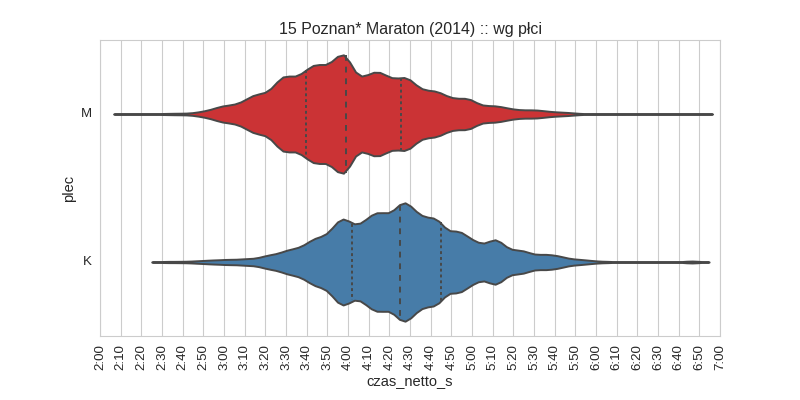 15 Poznan* Maraton (2014) :: wg płci
M
K
plec
2:00 2:10 2:20 2:30 2:40 2:50 3:00 3:10 3:20 3:30 3:40 3:50 4:00 4:10 4:20 4:30 4:40 4:50 5:00 5:10 5:20 5:30 5:40 5:50 6:00 6:10 6:20 6:30 6:40 6:50 7:00
czas_netto_s